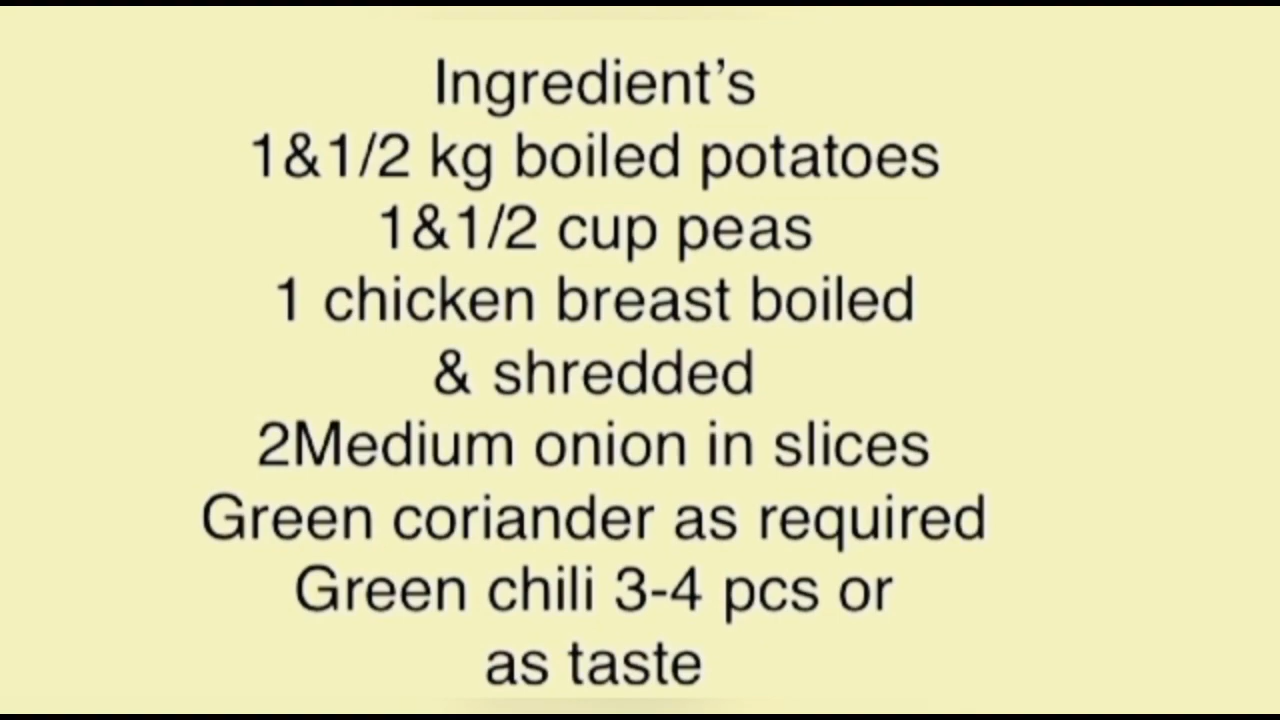 Ingredient’s
1&1/2 kg boiled potatoes
1&1/2 cup peas
1 chicken breast boiled
& shredded
2Medium onion in slices
Green coriander as required
Green chili 3-4 pcs or
as taste